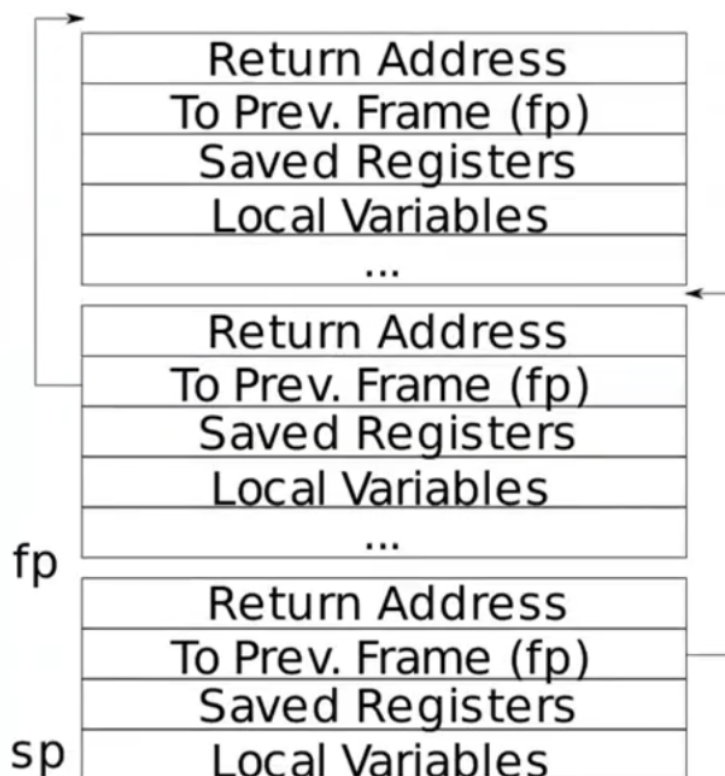 Return Address
To Prev. Frame (fp)
Saved Registers
Local Variables
...
Return Address
To Prev. Frame (fp)
Saved Registers
Local Variables
...
fp
Return Address
To Prev. Frame (fp)
Saved Registers
sp
Local Variables